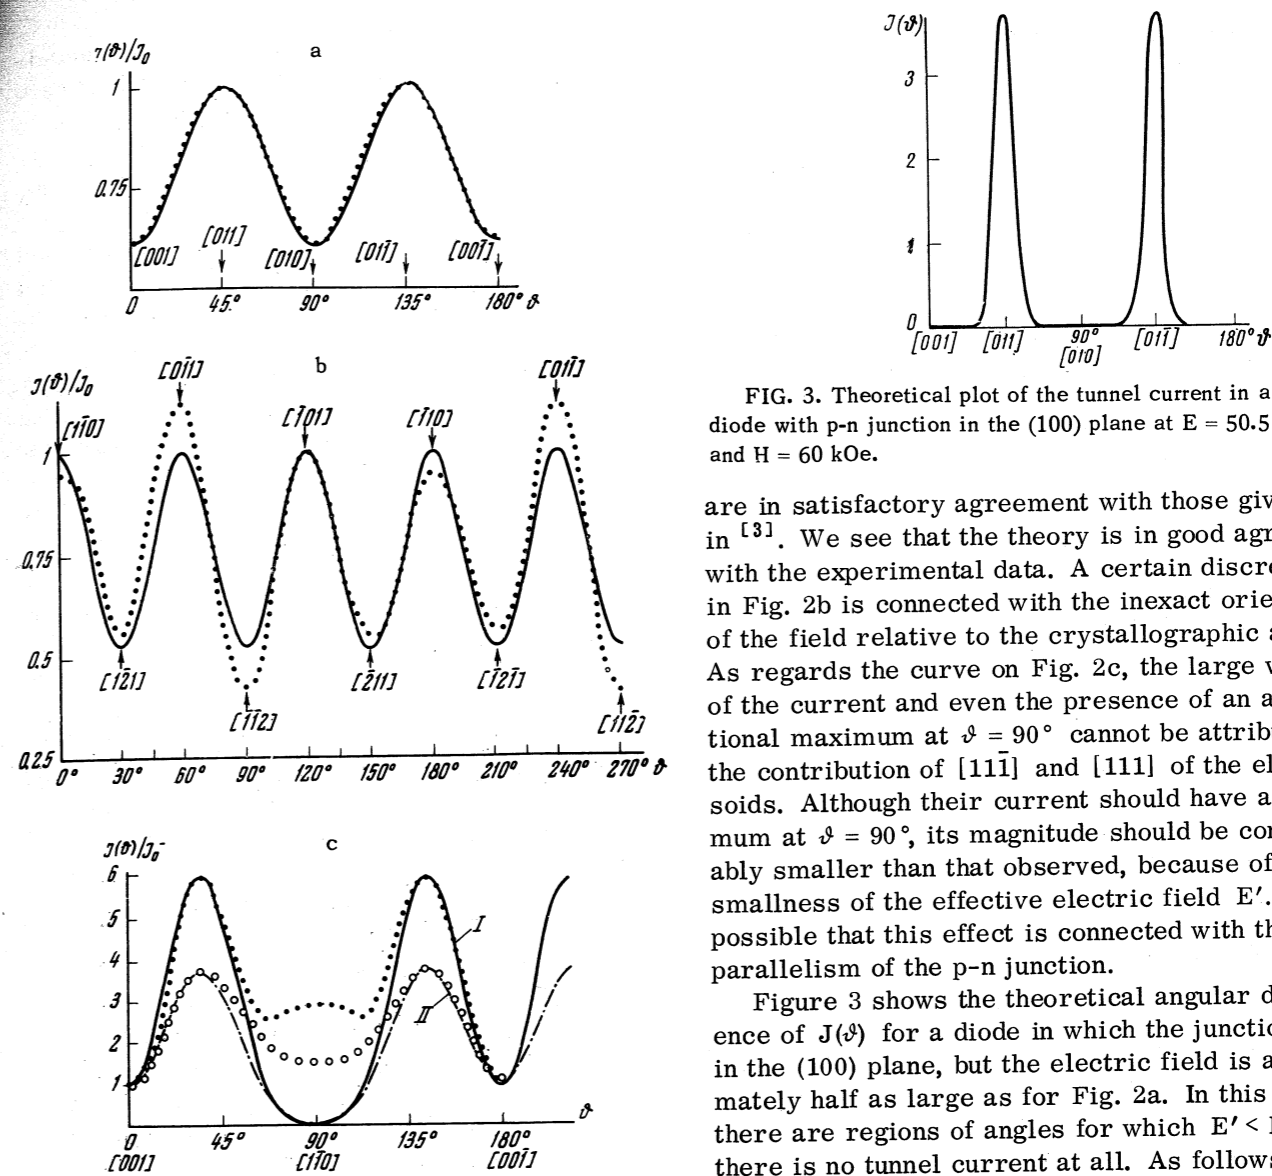 a
J(ϑ)/J₀
1
0.75
[001]
[011]
[010]
[011̄]
[001̄]
0 45° 90° 135° 180° ϑ
b
J(ϑ)/J₀
[11̄0]
[01̄1]
[1̄01]
[1̄10]
[011̄]
1
0.75
0.5
[12̄1]
[1̄1̄2]
[2̄11]
[1̄21̄]
[112̄]
0.25
0° 30° 60° 90° 120° 150° 180° 210° 240° 270° ϑ
c
J(ϑ)/J₀
6
5
4
3
2
1
I
II
ϑ
0 45° 90° 135° 180°
[001] [11̄0] [001̄]
J(ϑ)
3
2
1
0
[001] [011] 90° [011̄] 180° ϑ
[010]
FIG. 3. Theoretical plot of the tunnel current in a
diode with p-n junction in the (100) plane at E = 50.5
and H = 60 kOe.
are in satisfactory agreement with those giv
in [3]. We see that the theory is in good agr
with the experimental data. A certain discre
in Fig. 2b is connected with the inexact orie
of the field relative to the crystallographic a
As regards the curve on Fig. 2c, the large v
of the current and even the presence of an a
tional maximum at ϑ = 90° cannot be attrib
the contribution of [111̄] and [111] of the el
soids. Although their current should have a
mum at ϑ = 90°, its magnitude should be con
ably smaller than that observed, because of
smallness of the effective electric field E′.
possible that this effect is connected with th
parallelism of the p-n junction.
Figure 3 shows the theoretical angular d
ence of J(ϑ) for a diode in which the junctio
in the (100) plane, but the electric field is a
mately half as large as for Fig. 2a. In this
there are regions of angles for which E′ < H
there is no tunnel current at all. As follows